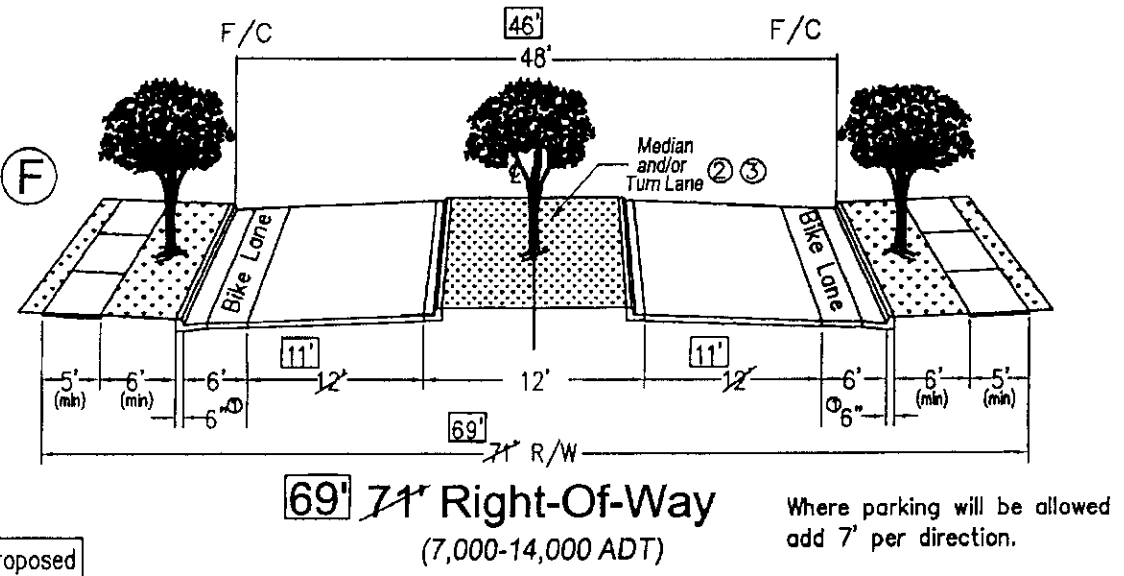 F/C 46' F/C
48'
F
Median
and/or
Turn Lane ② ③
℄
Bike Lane Bike Lane
11' 11'
5' 6' 6' 12' 12' 12' 6' 6' 5'
(min) (min) (min) (min)
6"① ①6"
69'
71' R/W
69' 71' Right-Of-Way
(7,000-14,000 ADT)
Where parking will be allowed
add 7' per direction.
roposed